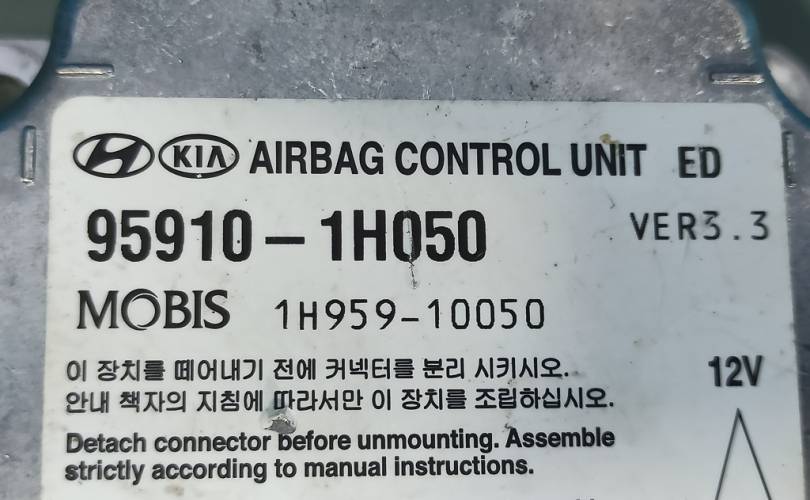 KIA AIRBAG CONTROL UNIT ED
95910-1H050 VER3.3
MOBIS 1H959-10050
이 장치를 떼어내기 전에 커넥터를 분리 시키시오.
안내 책자의 지침에 따라서만 이 장치를 조립하십시오.
12V
Detach connector before unmounting. Assemble
strictly according to manual instructions.